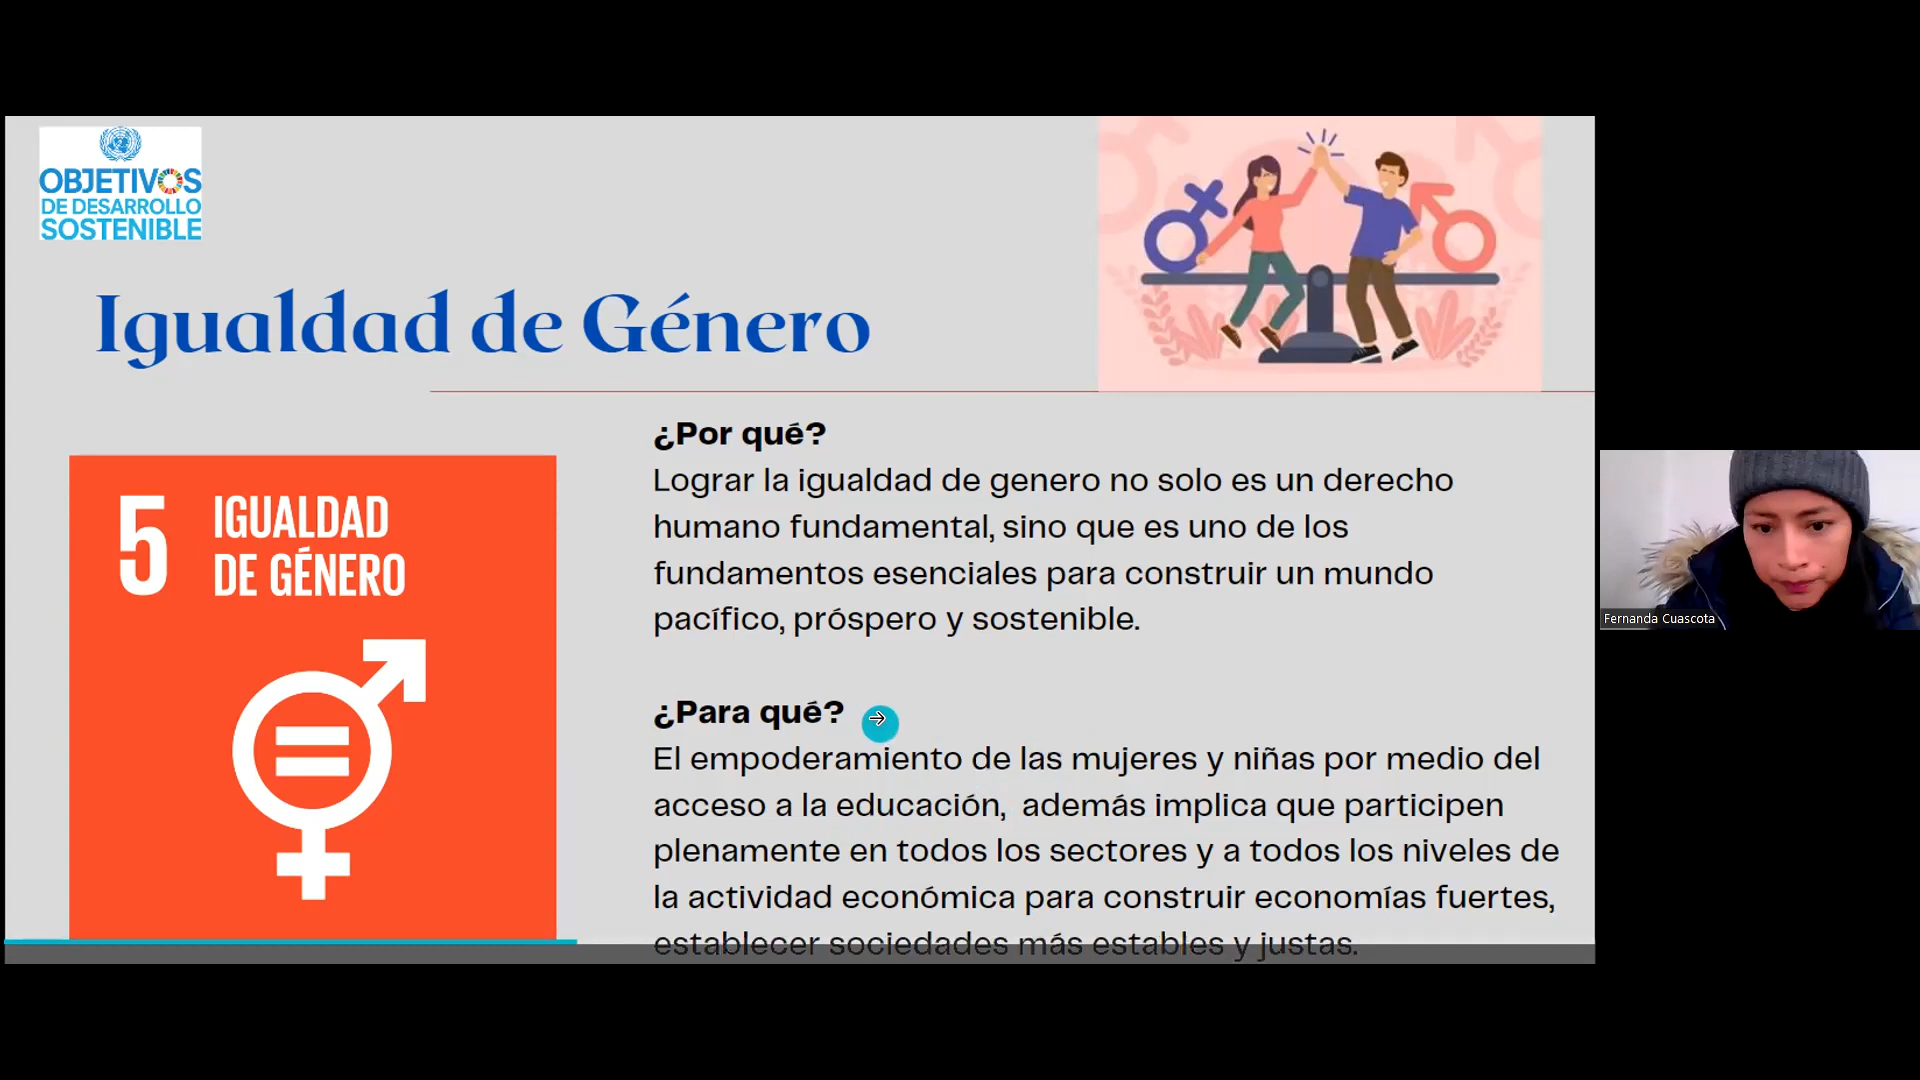 OBJETIVOS
DE DESARROLLO
SOSTENIBLE
Igualdad de Género
5 IGUALDAD
DE GÉNERO
¿Por qué?
Lograr la igualdad de genero no solo es un derecho
humano fundamental, sino que es uno de los
fundamentos esenciales para construir un mundo
pacífico, próspero y sostenible.
¿Para qué?
El empoderamiento de las mujeres y niñas por medio del
acceso a la educación,  además implica que participen
plenamente en todos los sectores y a todos los niveles de
la actividad económica para construir economías fuertes,
establecer sociedades más estables y justas.
Fernanda Cuascota